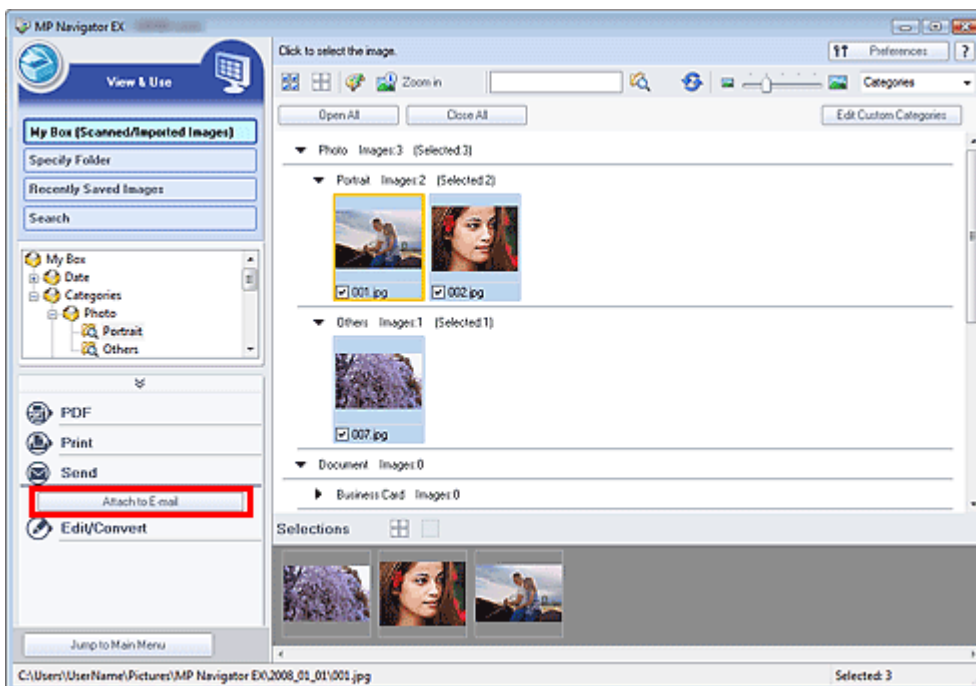 MP Navigator EX
View & Use
My Box (Scanned/Imported Images)
Specify Folder
Recently Saved Images
Search
My Box
Date
Categories
Photo
Portrait
Others
PDF
Print
Send
Attach to E-mail
Edit/Convert
Jump to Main Menu
Click to select the image.
Preferences
?
Zoom in
Categories
Open All
Close All
Edit Custom Categories
Photo Images:3 (Selected:3)
Portrait Images:2 (Selected:2)
001.jpg
002.jpg
Others Images:1 (Selected:1)
007.jpg
Document Images:0
Business Card Images:0
Selections
C:\Users\UserName\Pictures\MP Navigator EX\2008_01_01\001.jpg
Selected: 3